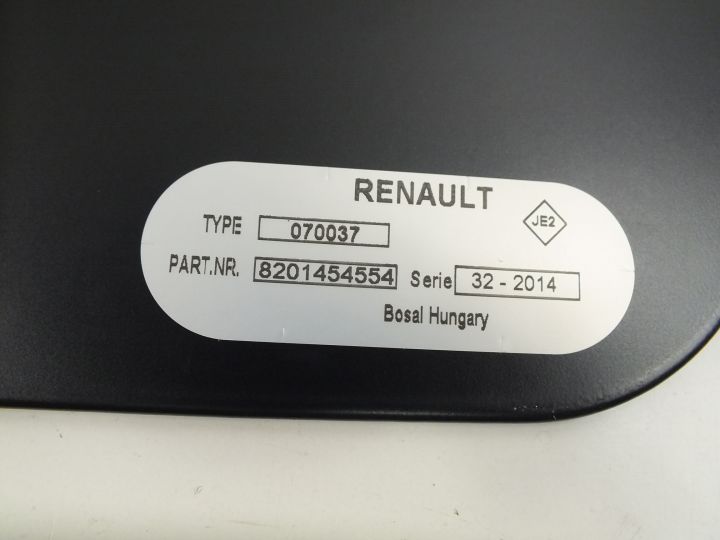 RENAULT
JE2
TYPE 070037
PART.NR. 8201454554 Serie 32 - 2014
Bosal Hungary